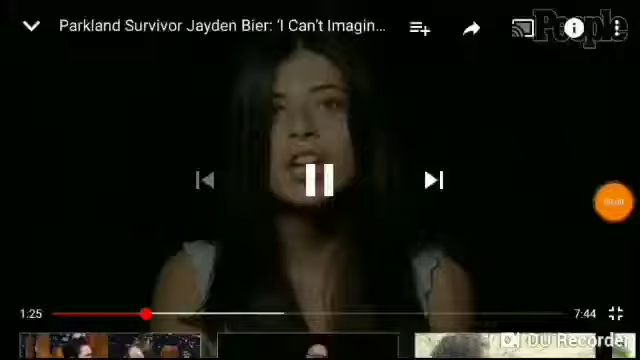 Parkland Survivor Jayden Bier: ‘I Can’t Imagin...
People
1:25
7:44
DU Recorder